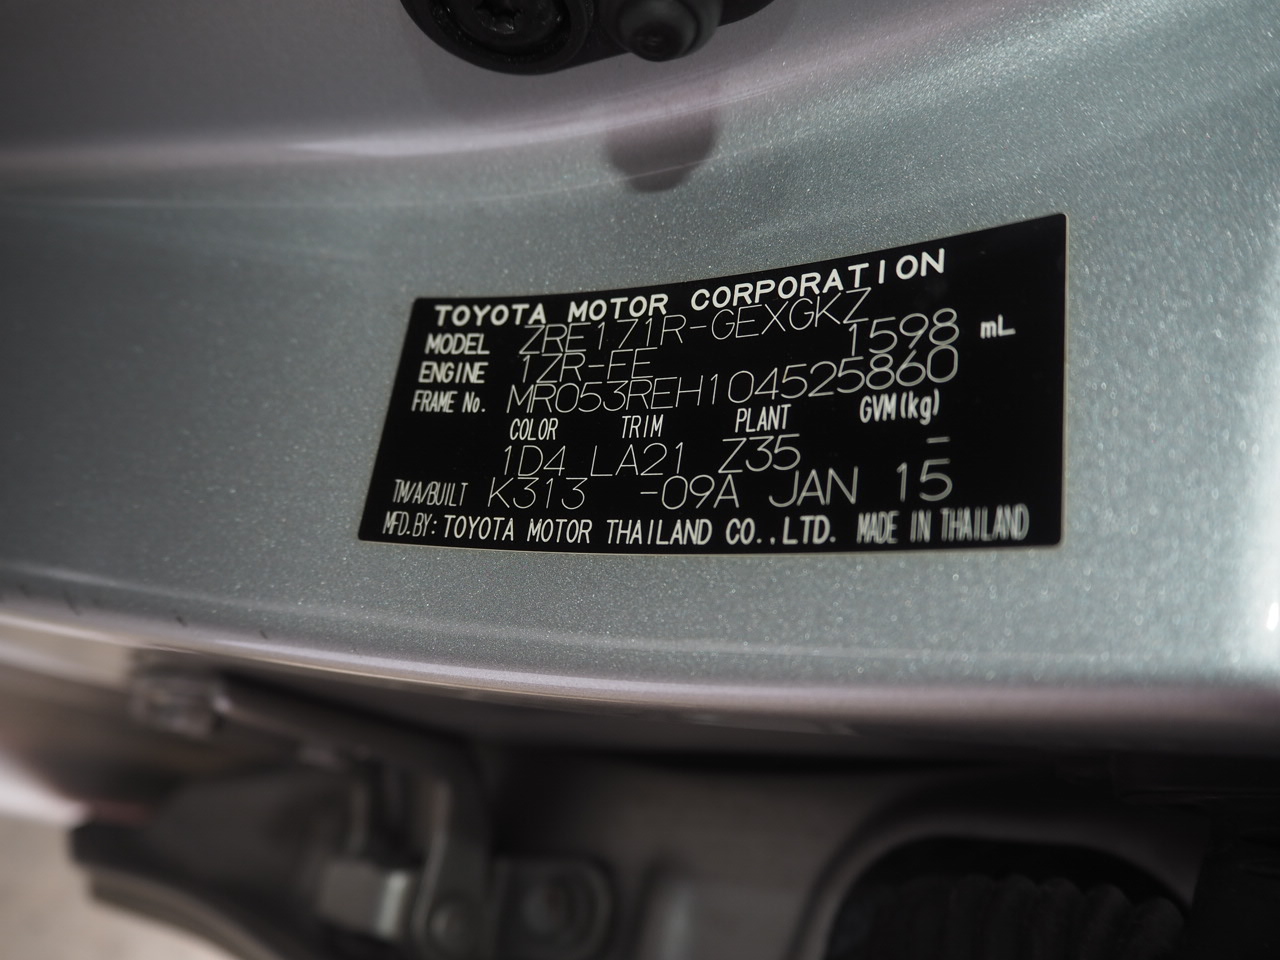 TOYOTA MOTOR CORPORATION
MODEL ZRE171R-GEXGKZ
ENGINE 1ZR-FE 1598 mL
FRAME No. MR053REH104525860
COLOR TRIM PLANT GVM(kg)
1D4 LA21 Z35 –
TM/A/BUILT K313 -09A JAN 15
MFD.BY: TOYOTA MOTOR THAILAND CO.,LTD. MADE IN THAILAND